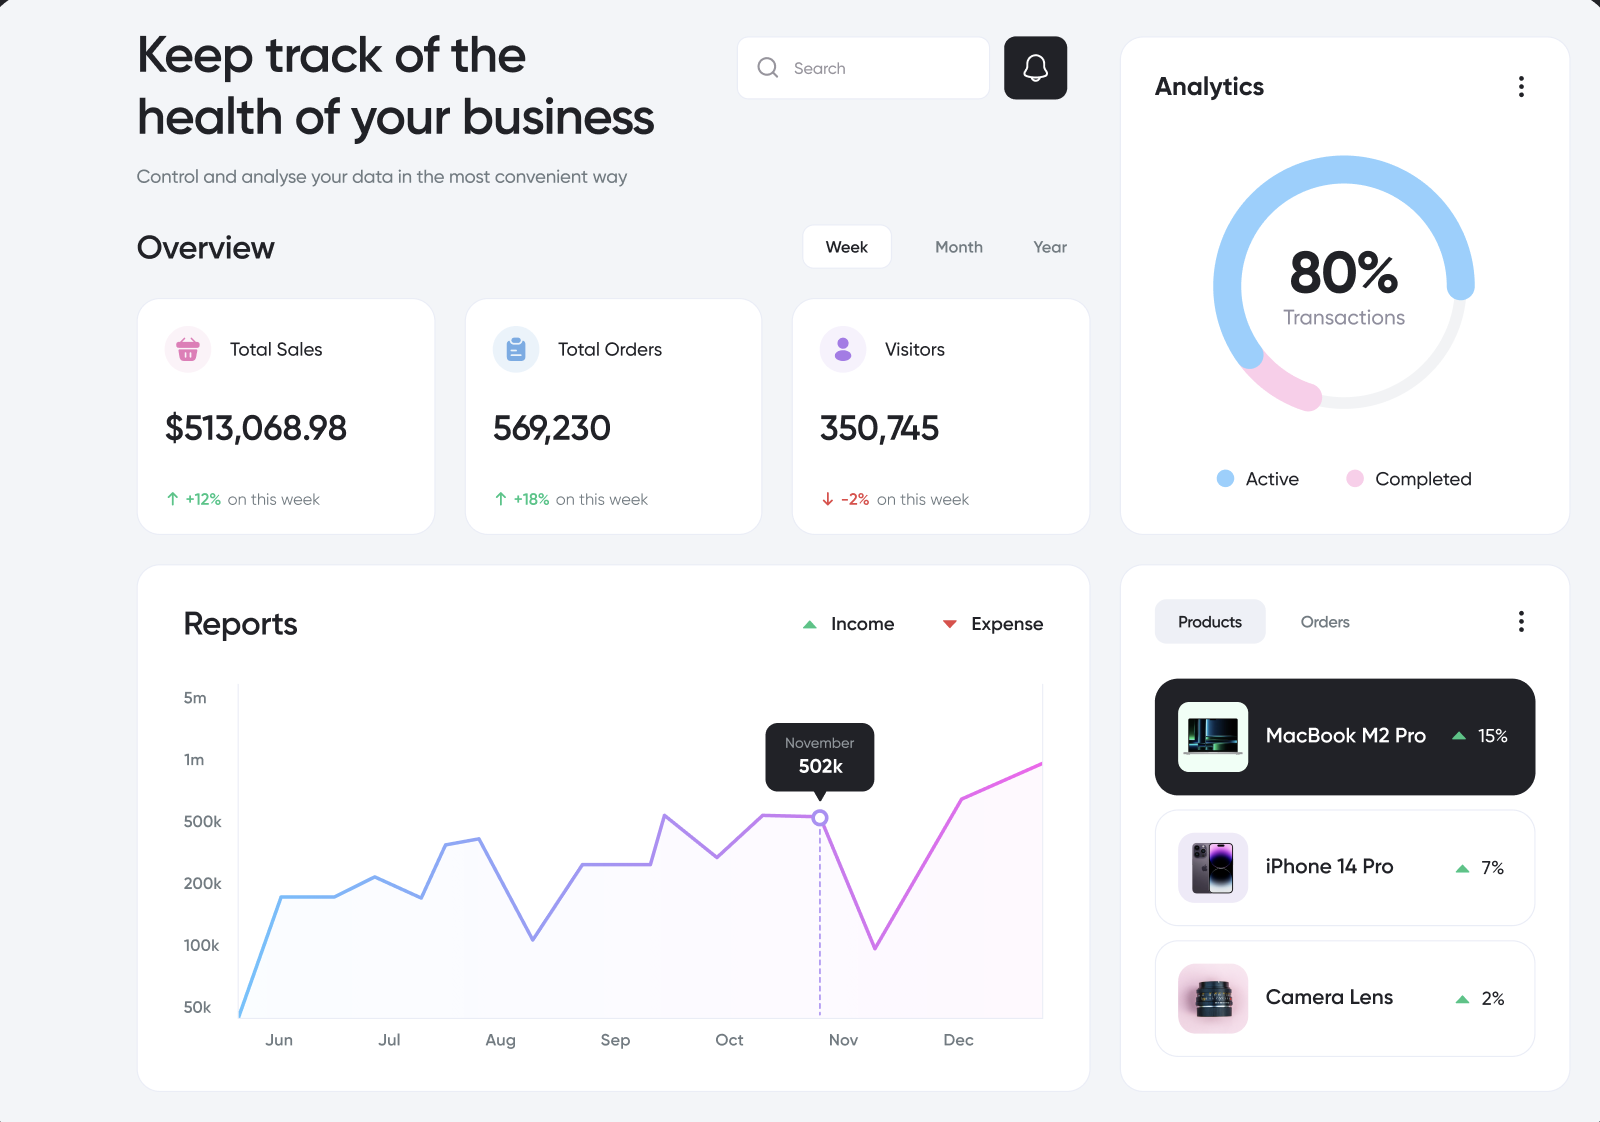 Keep track of the
health of your business
Control and analyse your data in the most convenient way
Search
Overview
Week
Month
Year
Total Sales
$513,068.98
+12% on this week
Total Orders
569,230
+18% on this week
Visitors
350,745
-2% on this week
Analytics
80%
Transactions
Active
Completed
Reports
Income
Expense
5m
1m
500k
200k
100k
50k
November
502k
Jun
Jul
Aug
Sep
Oct
Nov
Dec
Products
Orders
MacBook M2 Pro
15%
iPhone 14 Pro
7%
Camera Lens
2%